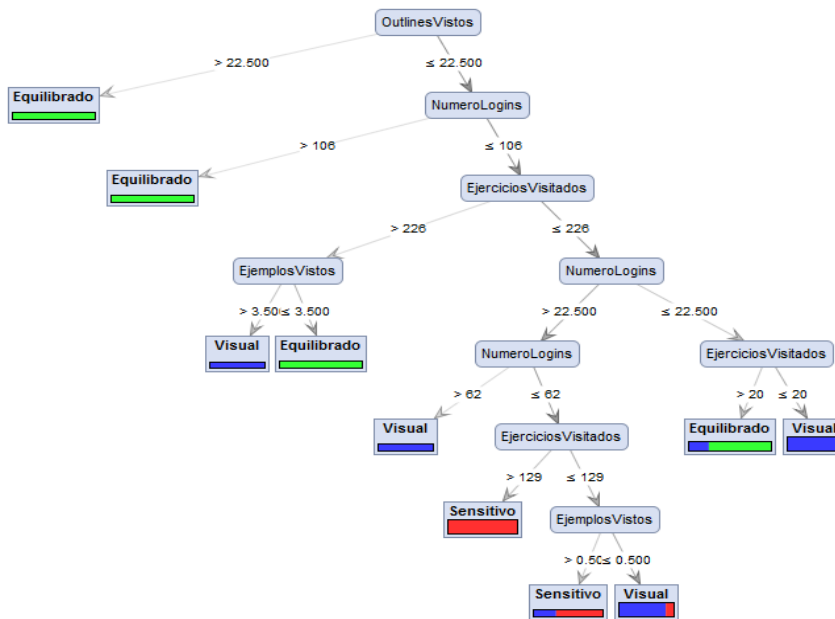 OutlinesVistos
> 22.500
≤ 22.500
Equilibrado
NumeroLogins
> 106
≤ 106
Equilibrado
EjerciciosVisitados
> 226
≤ 226
EjemplosVistos
NumeroLogins
> 3.500
≤ 3.500
> 22.500
≤ 22.500
Visual
Equilibrado
NumeroLogins
EjerciciosVisitados
> 62
≤ 62
> 20
≤ 20
Visual
EjerciciosVisitados
Equilibrado
Visual
> 129
≤ 129
Sensitivo
EjemplosVistos
> 0.500
≤ 0.500
Sensitivo
Visual